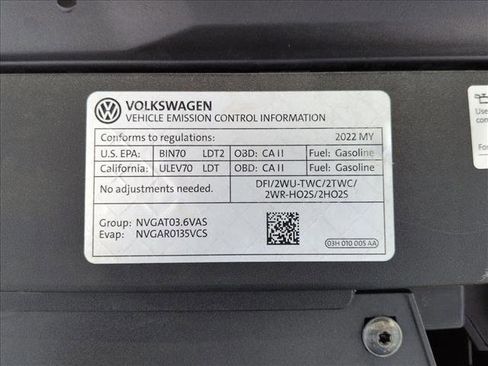 VOLKSWAGEN
VEHICLE EMISSION CONTROL INFORMATION
Conforms to regulations: 2022 MY
U.S. EPA: BIN70 LDT2 OBD: CA II Fuel: Gasoline
California: ULEV70 LDT OBD: CA II Fuel: Gasoline
No adjustments needed. DFI/2WU-TWC/2TWC/
2WR-HO2S/2HO2S
Group: NVGAT03.6VAS
Evap: NVGAR0135VCS
03H 010 005 AA
Use